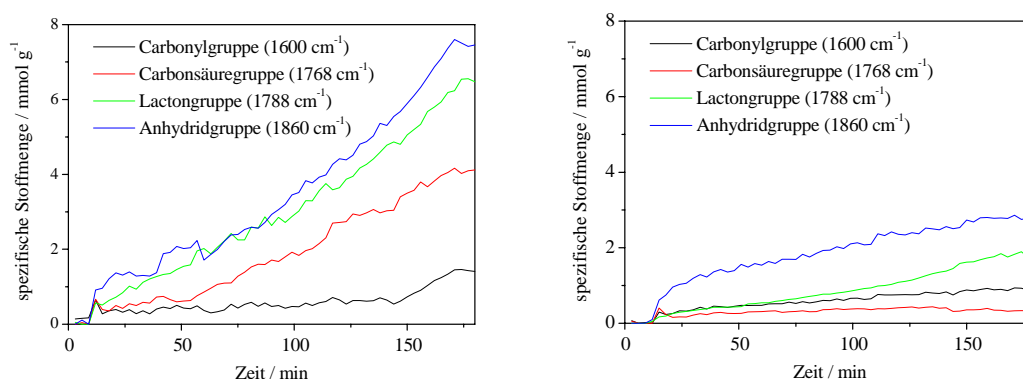 spezifische Stoffmenge / mmol g⁻¹
8
6
4
2
0
Carbonylgruppe (1600 cm⁻¹)
Carbonsäuregruppe (1768 cm⁻¹)
Lactongruppe (1788 cm⁻¹)
Anhydridgruppe (1860 cm⁻¹)
0 50 100 150
Zeit / min
spezifische Stoffmenge / mmol g⁻¹
8
6
4
2
0
Carbonylgruppe (1600 cm⁻¹)
Carbonsäuregruppe (1768 cm⁻¹)
Lactongruppe (1788 cm⁻¹)
Anhydridgruppe (1860 cm⁻¹)
0 50 100 150
Zeit / min